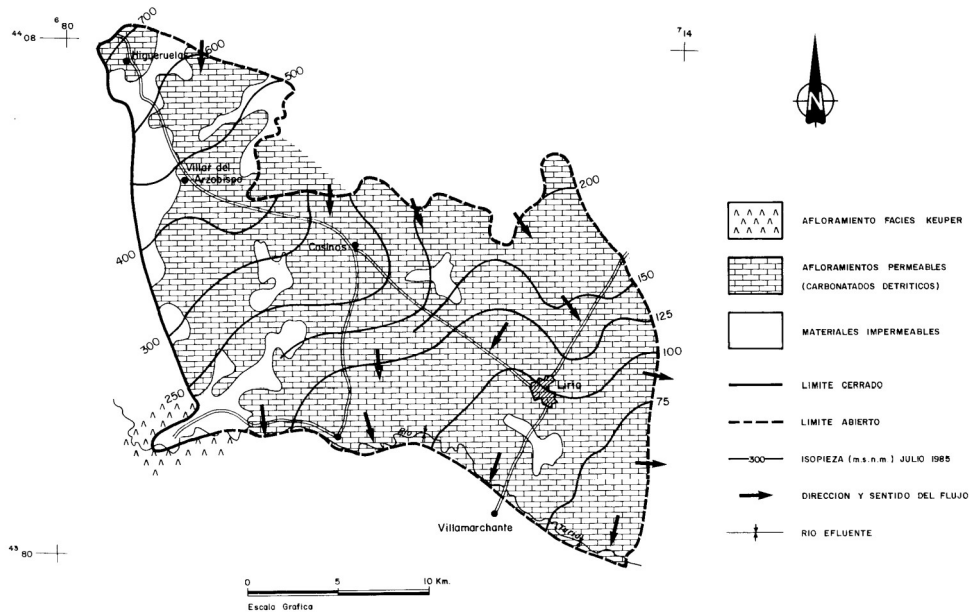 6 80
44 08
7 14
43 80
700
600
500
400
300
250
200
150
125
100
75
Higueruelas
Villar del
Arzobispo
Casinos
Liria
Villamarchante
Rio
Turia
N
AFLORAMIENTO FACIES KEUPER
AFLORAMIENTOS PERMEABLES
(CARBONATADOS DETRITICOS)
MATERIALES IMPERMEABLES
LIMITE CERRADO
LIMITE ABIERTO
300 ISOPIEZA (m.s.n.m.) JULIO 1985
DIRECCION Y SENTIDO DEL FLUJO
RIO EFLUENTE
0 5 10 Km.
Escala Grafica